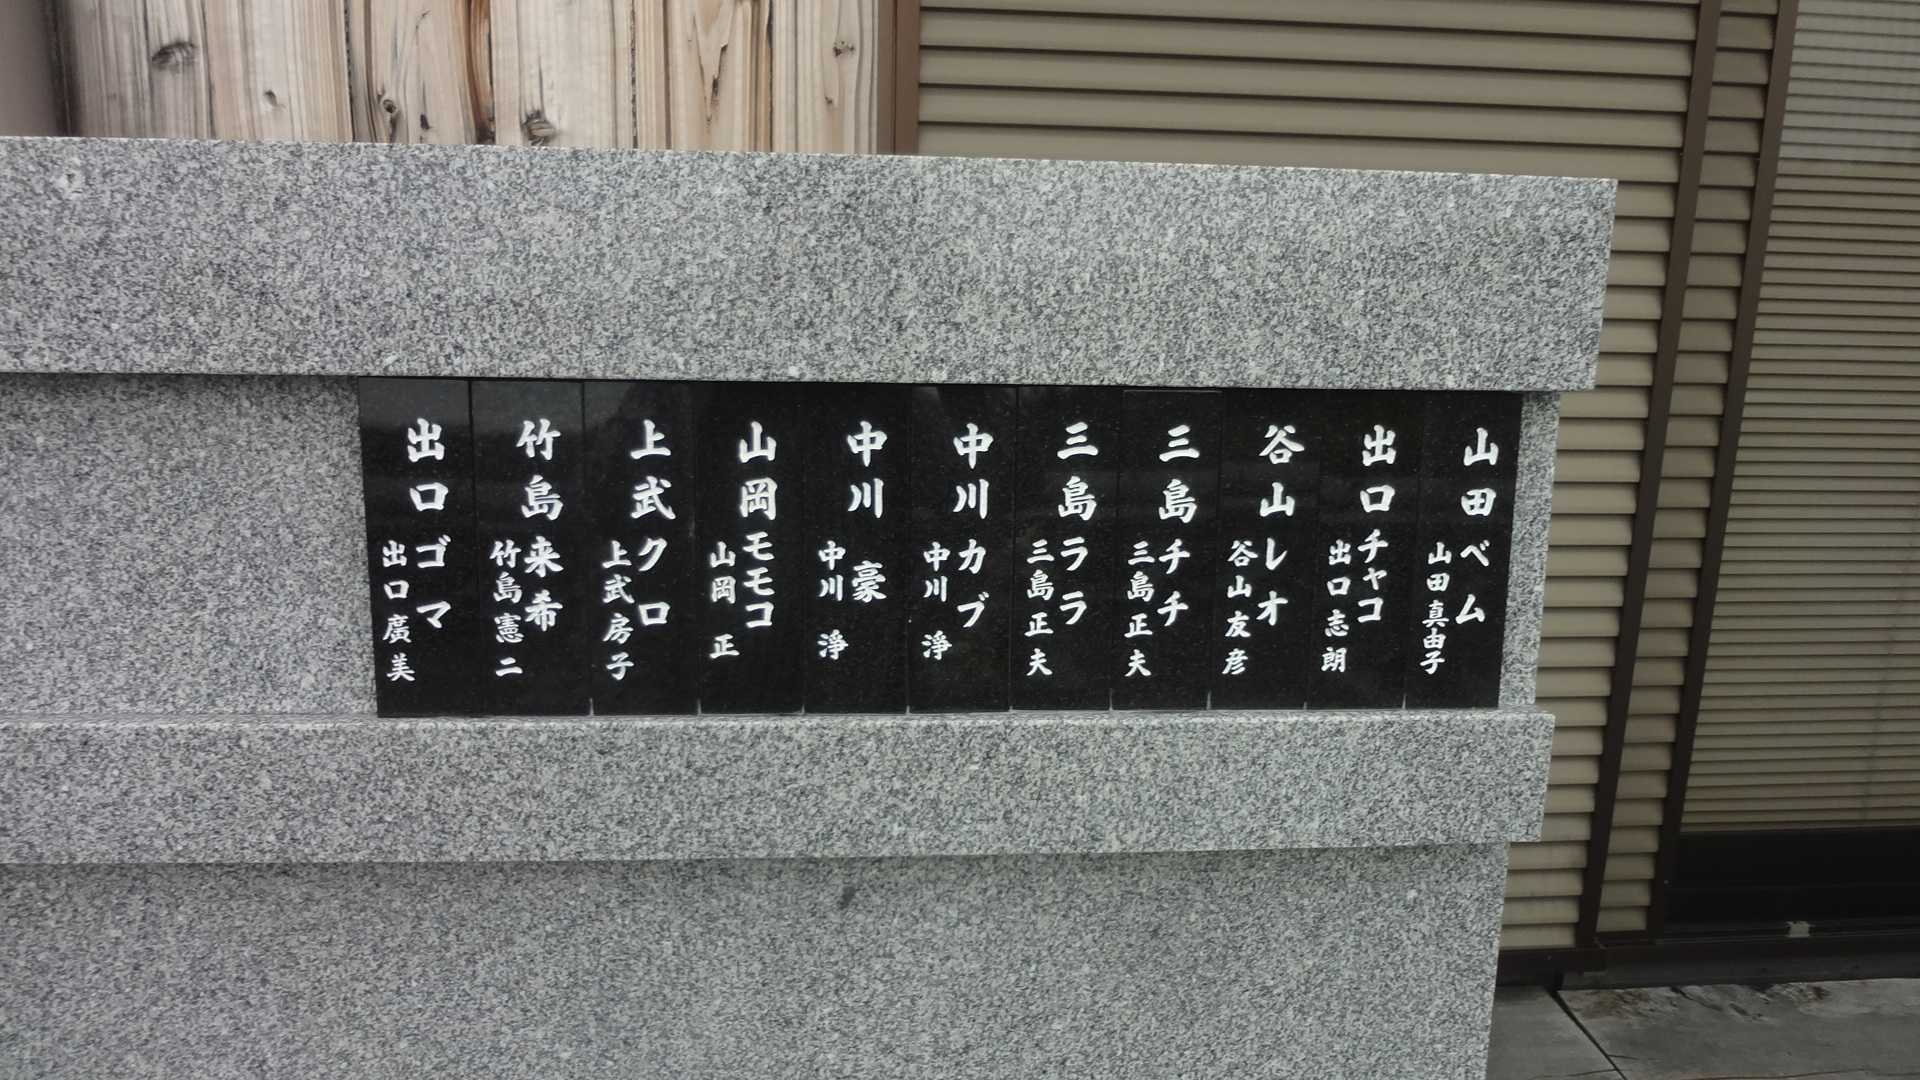 山田ベム
山田真由子
出口チャコ
出口志朗
谷山レオ
谷山友彦
三島チチ
三島正夫
三島ララ
三島正夫
中川カブ
中川 淨
中川 豪
中川 淨
山岡モモコ
山岡 正
上武クロ
上武房子
竹島来希
竹島憲二
出口ゴマ
出口廣美